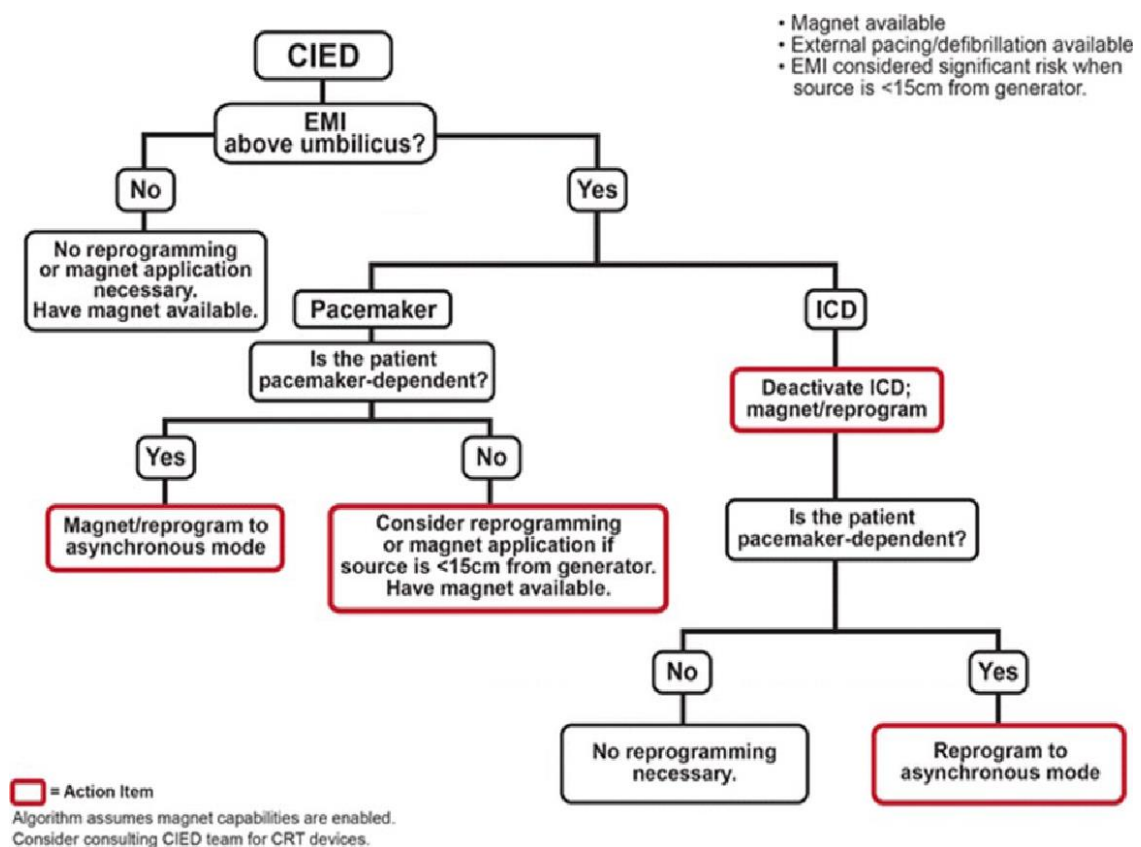 • Magnet available
• External pacing/defibrillation available
• EMI considered significant risk when
source is <15cm from generator.
CIED
EMI
above umbilicus?
No
Yes
No reprogramming
or magnet application
necessary.
Have magnet available.
Pacemaker
ICD
Is the patient
pacemaker-dependent?
Deactivate ICD;
magnet/reprogram
Yes
No
Magnet/reprogram to
asynchronous mode
Consider reprogramming
or magnet application if
source is <15cm from generator.
Have magnet available.
Is the patient
pacemaker-dependent?
No
Yes
No reprogramming
necessary.
Reprogram to
asynchronous mode
= Action Item
Algorithm assumes magnet capabilities are enabled.
Consider consulting CIED team for CRT devices.